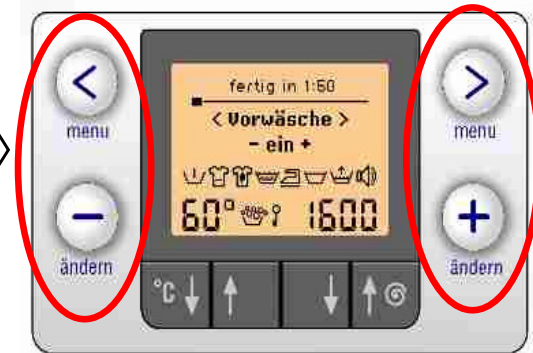 fertig in 1:50
< Vorwäsche >
- ein +
60° 1600
< menu
> menu
- ändern
+ ändern
°C ↓ ↑ ↓ ↑